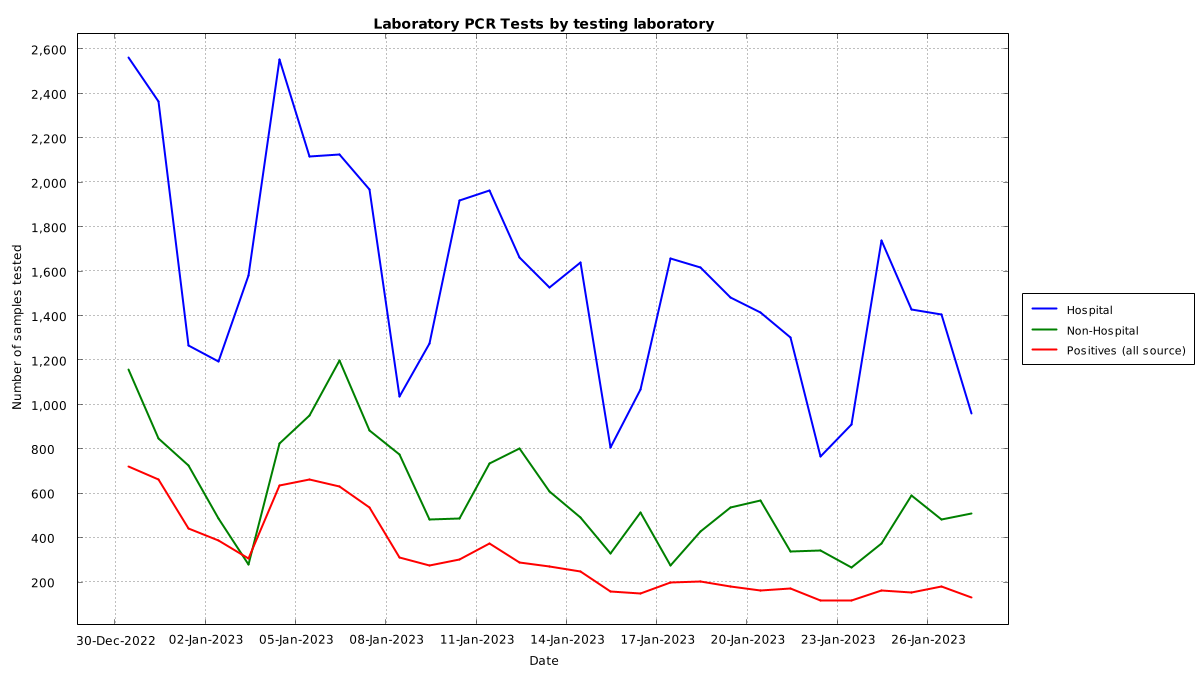 Laboratory PCR Tests by testing laboratory
2,600
2,400
2,200
2,000
1,800
1,600
1,400
1,200
1,000
800
600
400
200
Number of samples tested
30-Dec-2022 02-Jan-2023 05-Jan-2023 08-Jan-2023 11-Jan-2023 14-Jan-2023 17-Jan-2023 20-Jan-2023 23-Jan-2023 26-Jan-2023
Date
Hospital
Non-Hospital
Positives (all source)